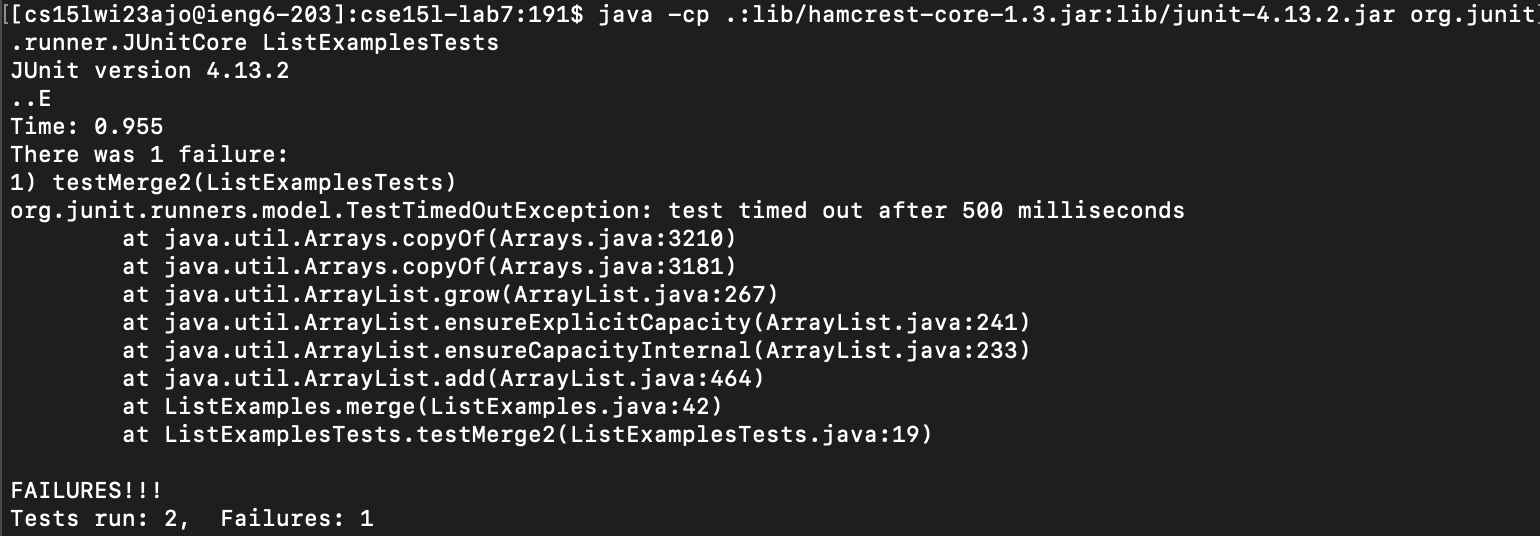 [[cs15lwi23ajo@ieng6-203]:cse15l-lab7:191$ java -cp .:lib/hamcrest-core-1.3.jar:lib/junit-4.13.2.jar org.junit]
.runner.JUnitCore ListExamplesTests
JUnit version 4.13.2
..E
Time: 0.955
There was 1 failure:
1) testMerge2(ListExamplesTests)
org.junit.runners.model.TestTimedOutException: test timed out after 500 milliseconds
        at java.util.Arrays.copyOf(Arrays.java:3210)
        at java.util.Arrays.copyOf(Arrays.java:3181)
        at java.util.ArrayList.grow(ArrayList.java:267)
        at java.util.ArrayList.ensureExplicitCapacity(ArrayList.java:241)
        at java.util.ArrayList.ensureCapacityInternal(ArrayList.java:233)
        at java.util.ArrayList.add(ArrayList.java:464)
        at ListExamples.merge(ListExamples.java:42)
        at ListExamplesTests.testMerge2(ListExamplesTests.java:19)

FAILURES!!!
Tests run: 2,  Failures: 1